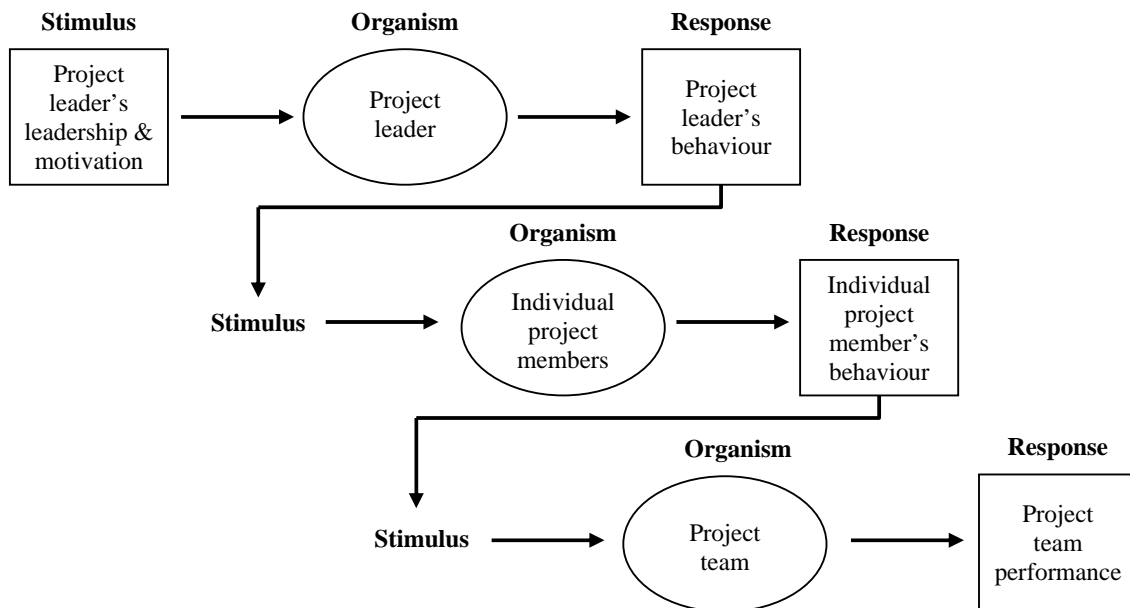 Stimulus
Organism
Response
Project
leader’s
leadership &
motivation
Project
leader
Project
leader’s
behaviour
Organism
Response
Stimulus
Individual
project
members
Individual
project
member’s
behaviour
Organism
Response
Stimulus
Project
team
Project
team
performance